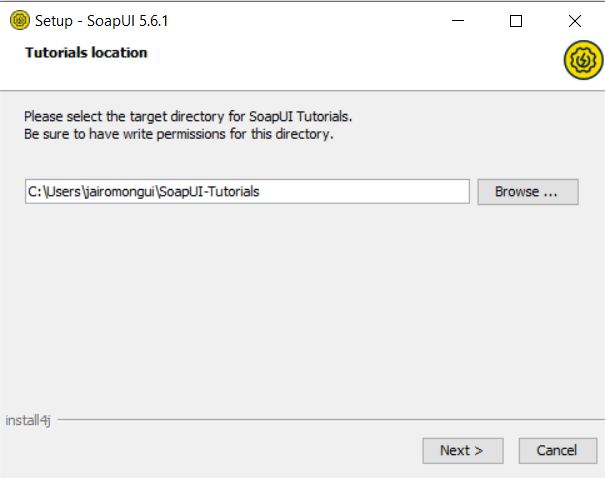 Setup - SoapUI 5.6.1
Tutorials location
Please select the target directory for SoapUI Tutorials.
Be sure to have write permissions for this directory.
C:\Users\jairomongui\SoapUI-Tutorials
Browse ...
install4j
Next >
Cancel